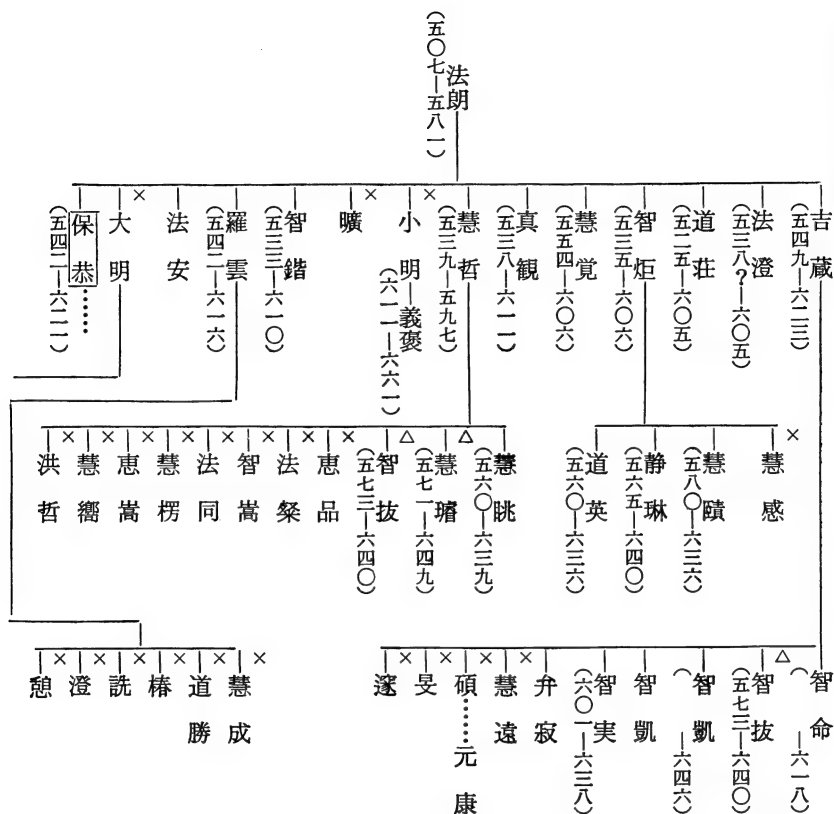 法朗
(五〇七―五八一)
吉蔵
(五四九―六二三)
法澄
(五三八?―六〇五)
道荘
(五二五―六〇五)
智炬
(五三五―六〇六)
慧覚
(五五四―六〇六)
真観
(五三八―六一一)
慧哲
(五三九―五九七)
×
小明―義褒
(六一一―六六一)
×
曠
智鍇
(五三三―六一〇)
羅雲
(五四二―六一六)
法安
×
大明
保恭……
(五四二―六二一)
×
慧感
慧賾
(五八〇―六三六)
静琳
(五六五―六四〇)
道英
(五六〇―六三六)
慧眺
(五六〇―六三九)
△
慧璿
(五七一―六四九)
△
智抜
(五七三―六四〇)
×
恵品
×
法粲
×
智嵩
×
法同
×
慧楞
×
恵嵩
×
慧嚮
×
洪哲
智命
( ―六一八)
△
智抜
(五七三―六四〇)
智凱
( ―六四六)
智凱
智実
(六〇一―六三八)
弁寂
×
慧遠
×
碩……元康
×
旻
×
邃
×
慧成
×
道勝
×
椿
×
詵
×
澄
×
憩